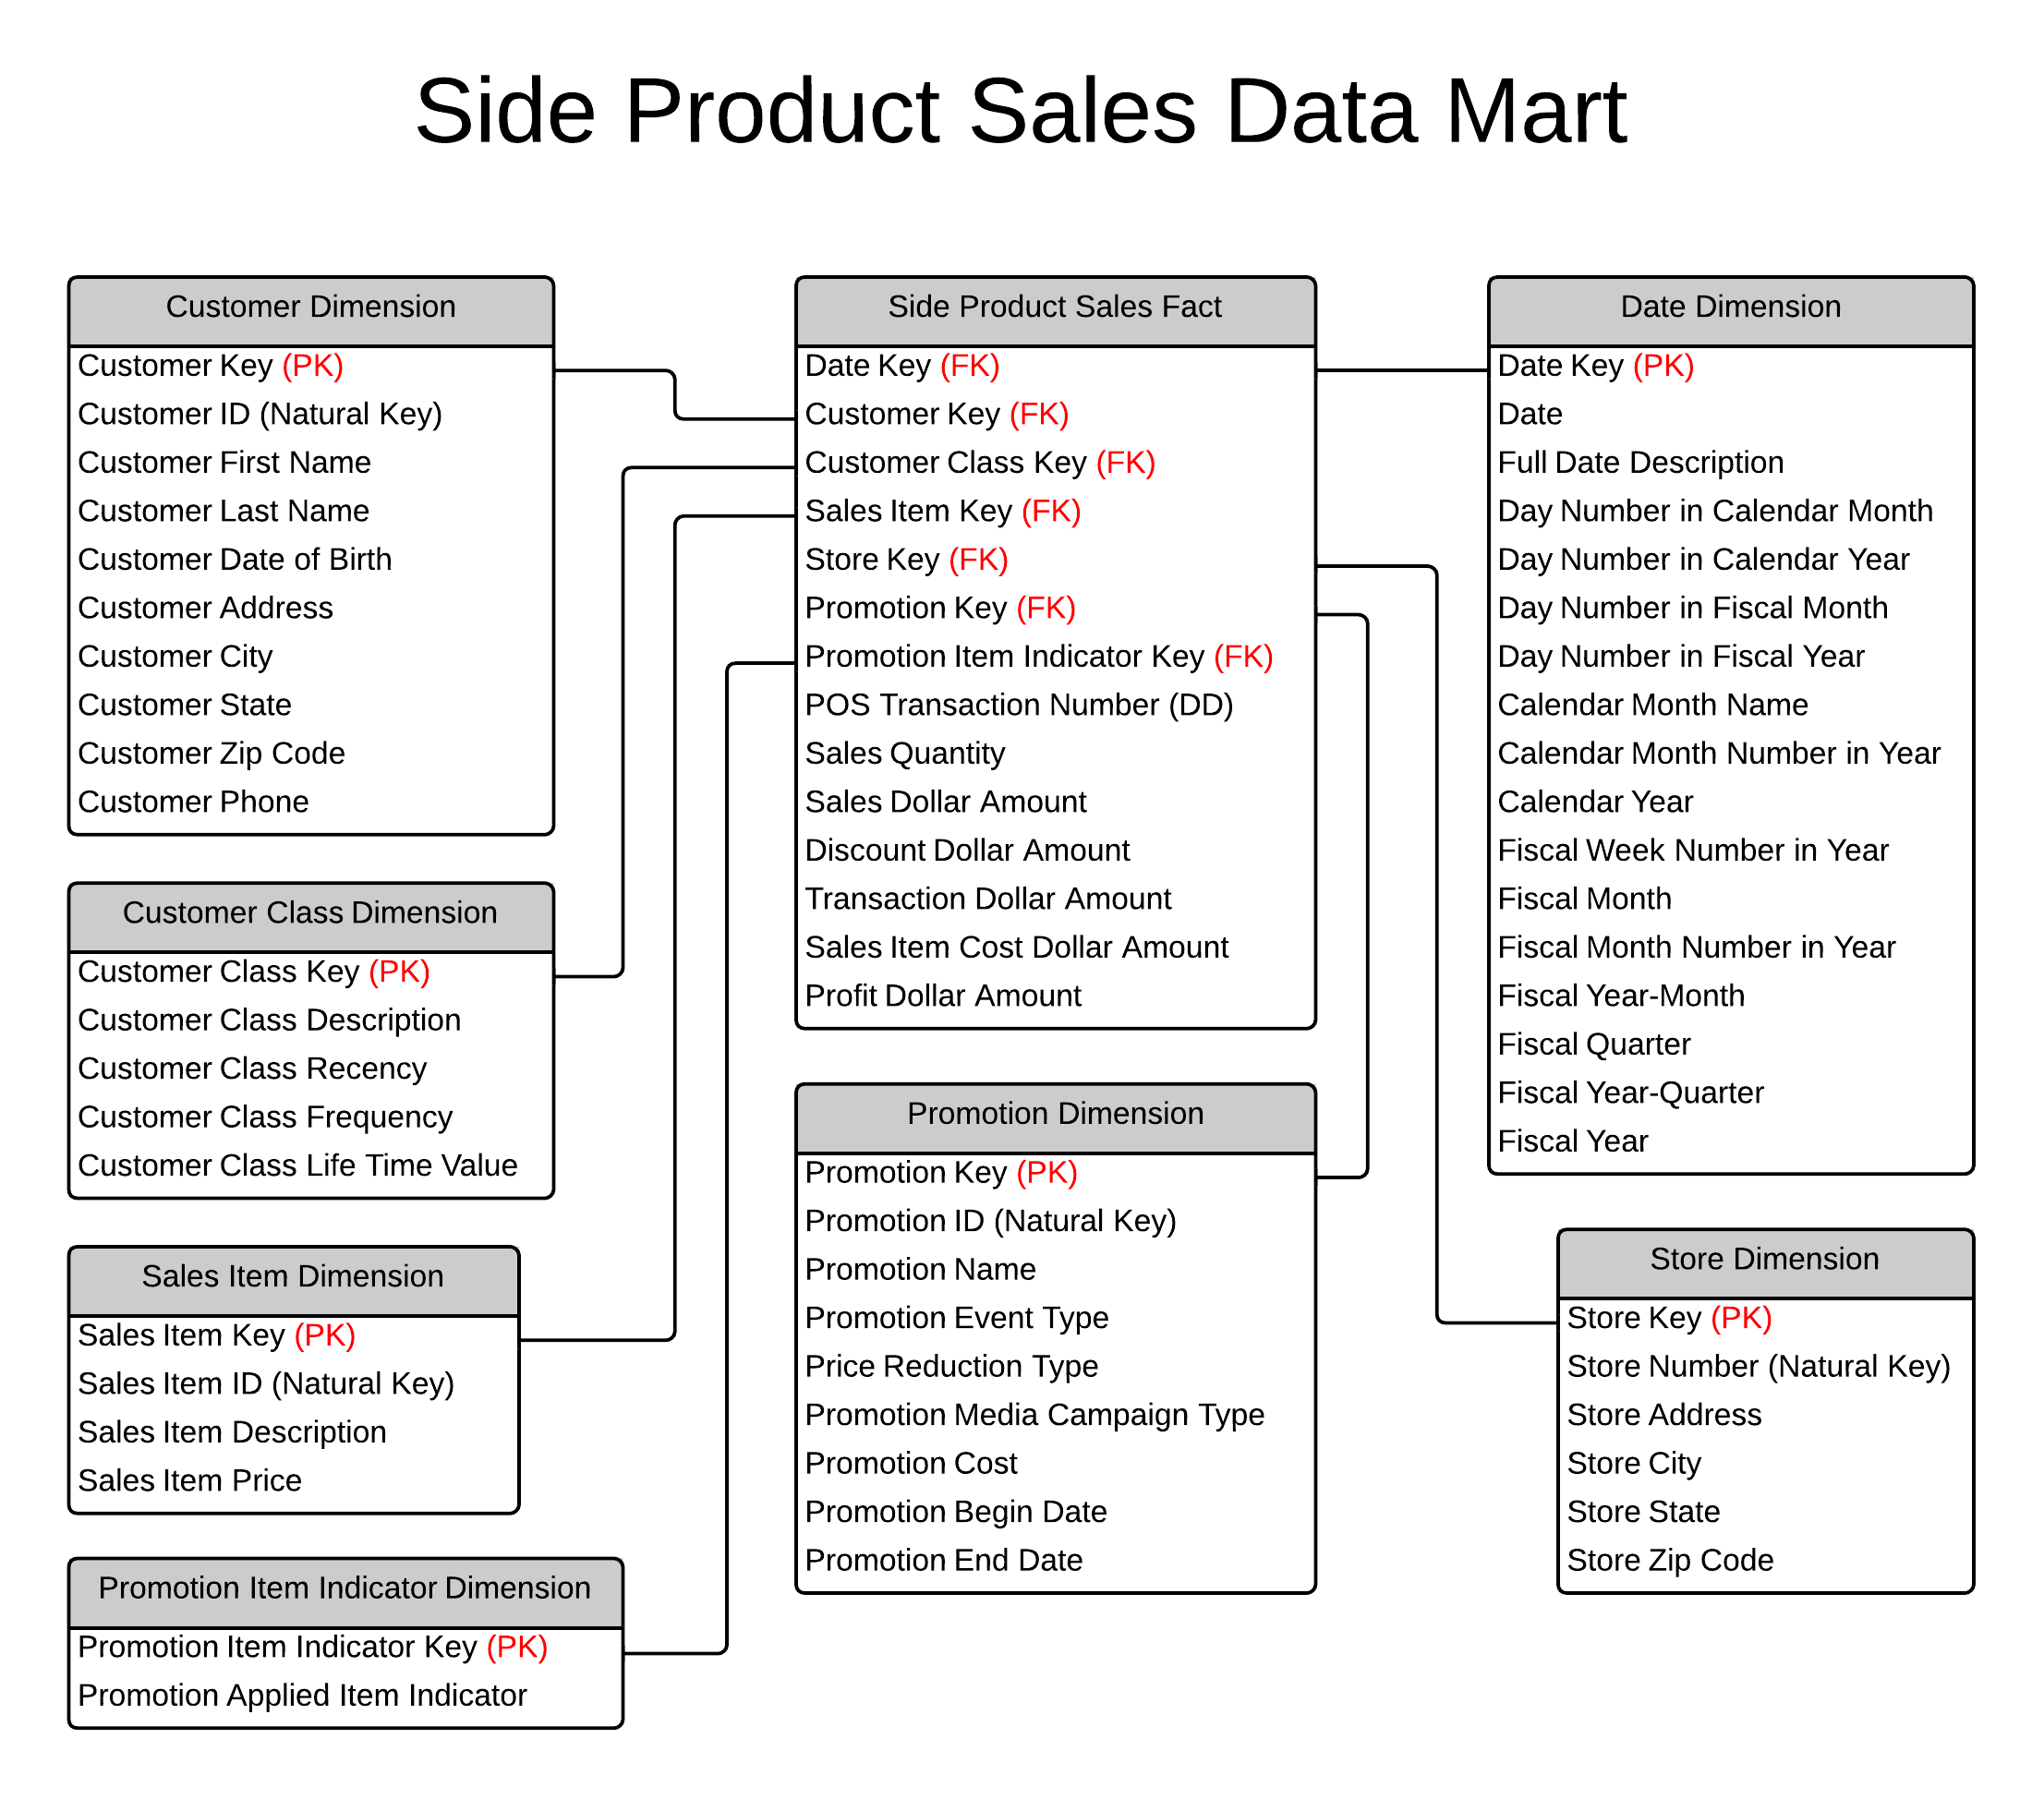 Side Product Sales Data Mart
Customer Dimension
Customer Key (PK)
Customer ID (Natural Key)
Customer First Name
Customer Last Name
Customer Date of Birth
Customer Address
Customer City
Customer State
Customer Zip Code
Customer Phone
Customer Class Dimension
Customer Class Key (PK)
Customer Class Description
Customer Class Recency
Customer Class Frequency
Customer Class Life Time Value
Sales Item Dimension
Sales Item Key (PK)
Sales Item ID (Natural Key)
Sales Item Description
Sales Item Price
Promotion Item Indicator Dimension
Promotion Item Indicator Key (PK)
Promotion Applied Item Indicator
Side Product Sales Fact
Date Key (FK)
Customer Key (FK)
Customer Class Key (FK)
Sales Item Key (FK)
Store Key (FK)
Promotion Key (FK)
Promotion Item Indicator Key (FK)
POS Transaction Number (DD)
Sales Quantity
Sales Dollar Amount
Discount Dollar Amount
Transaction Dollar Amount
Sales Item Cost Dollar Amount
Profit Dollar Amount
Promotion Dimension
Promotion Key (PK)
Promotion ID (Natural Key)
Promotion Name
Promotion Event Type
Price Reduction Type
Promotion Media Campaign Type
Promotion Cost
Promotion Begin Date
Promotion End Date
Date Dimension
Date Key (PK)
Date
Full Date Description
Day Number in Calendar Month
Day Number in Calendar Year
Day Number in Fiscal Month
Day Number in Fiscal Year
Calendar Month Name
Calendar Month Number in Year
Calendar Year
Fiscal Week Number in Year
Fiscal Month
Fiscal Month Number in Year
Fiscal Year-Month
Fiscal Quarter
Fiscal Year-Quarter
Fiscal Year
Store Dimension
Store Key (PK)
Store Number (Natural Key)
Store Address
Store City
Store State
Store Zip Code